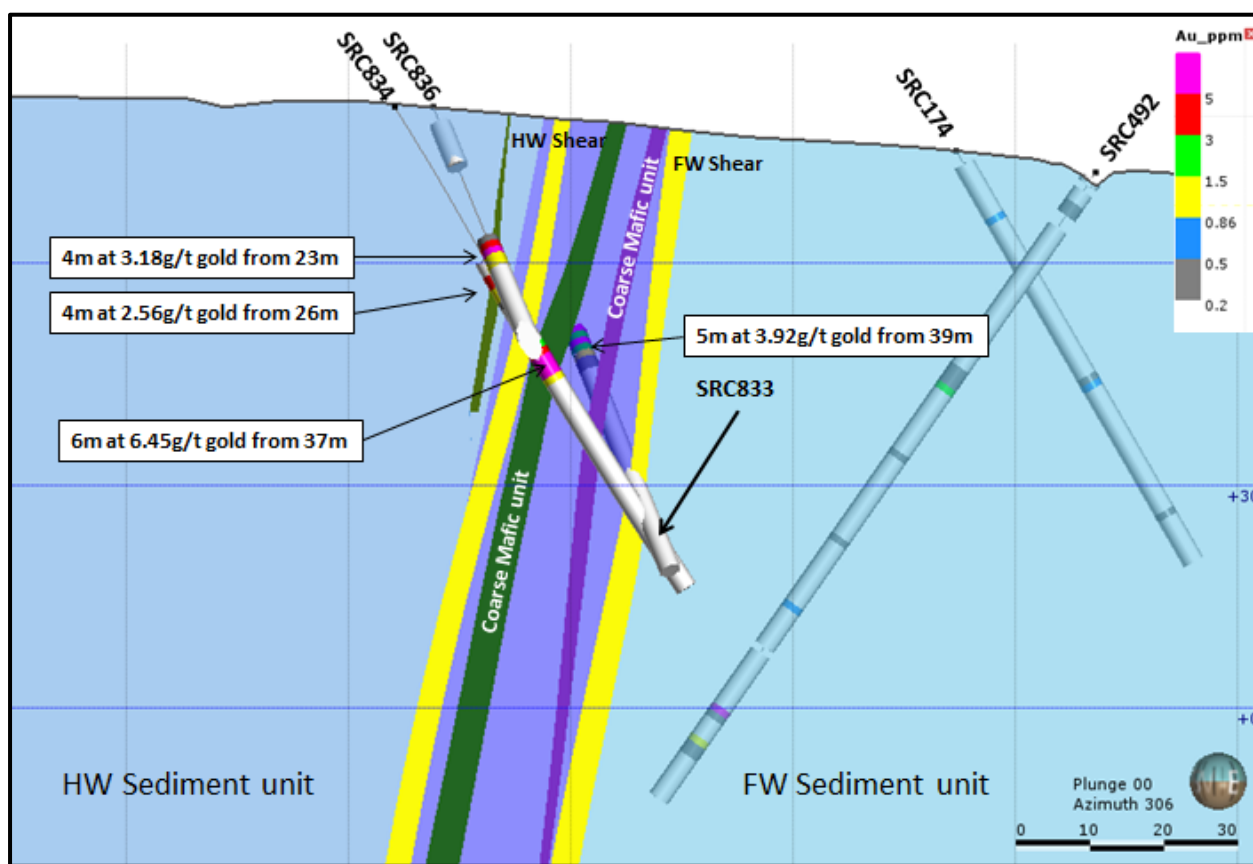 Au_ppm
5
3
1.5
0.86
0.5
0.2
SRC834
SRC836
SRC174
SRC492
HW Shear
FW Shear
Coarse Mafic unit
4m at 3.18g/t gold from 23m
4m at 2.56g/t gold from 26m
5m at 3.92g/t gold from 39m
SRC833
6m at 6.45g/t gold from 37m
Coarse Mafic unit
+30
+0
HW Sediment unit
FW Sediment unit
Plunge 00
Azimuth 306
0 10 20 30
E